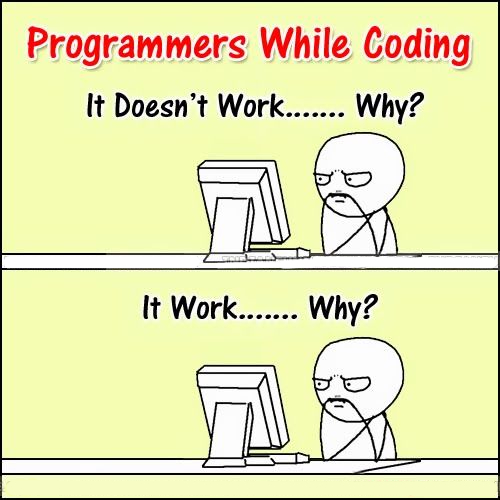 Programmers While Coding
It Doesn't Work....... Why?
It Work....... Why?